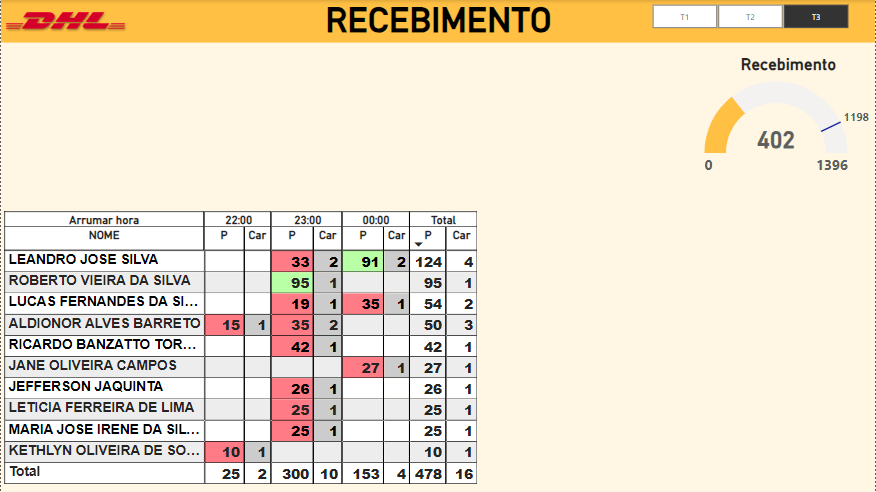 DHL
RECEBIMENTO
T1 T2 T3
Recebimento
1198
402
0 1396
Arrumar hora 22:00 23:00 00:00 Total
NOME P Car P Car P Car P Car
LEANDRO JOSE SILVA 33 2 91 2 124 4
ROBERTO VIEIRA DA SILVA 95 1 95 1
LUCAS FERNANDES DA SI... 19 1 35 1 54 2
ALDIONOR ALVES BARRETO 15 1 35 2 50 3
RICARDO BANZATTO TOR... 42 1 42 1
JANE OLIVEIRA CAMPOS 27 1 27 1
JEFFERSON JAQUINTA 26 1 26 1
LETICIA FERREIRA DE LIMA 25 1 25 1
MARIA JOSE IRENE DA SIL... 25 1 25 1
KETHLYN OLIVEIRA DE SO... 10 1 10 1
Total 25 2 300 10 153 4 478 16